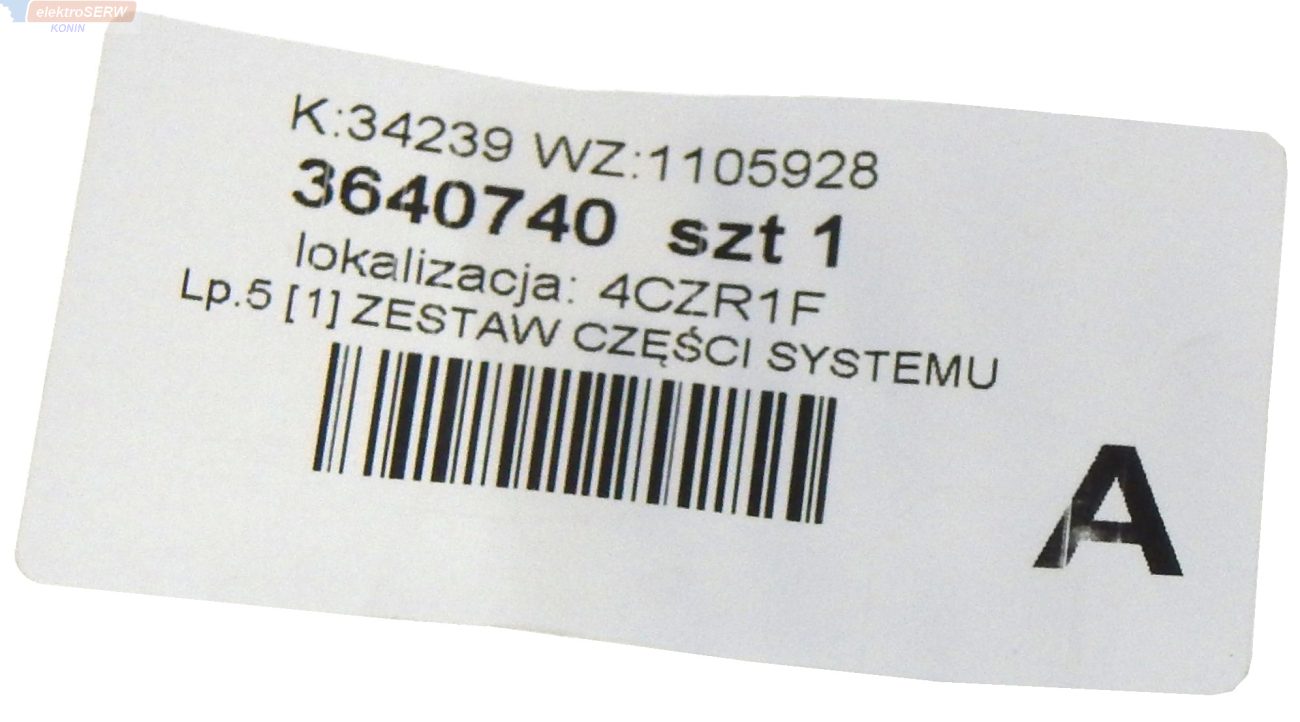 elektroSERW
KONIN
K:34239 WZ:1105928
3640740 szt 1
lokalizacja: 4CZR1F
Lp.5 [1] ZESTAW CZĘŚCI SYSTEMU
A